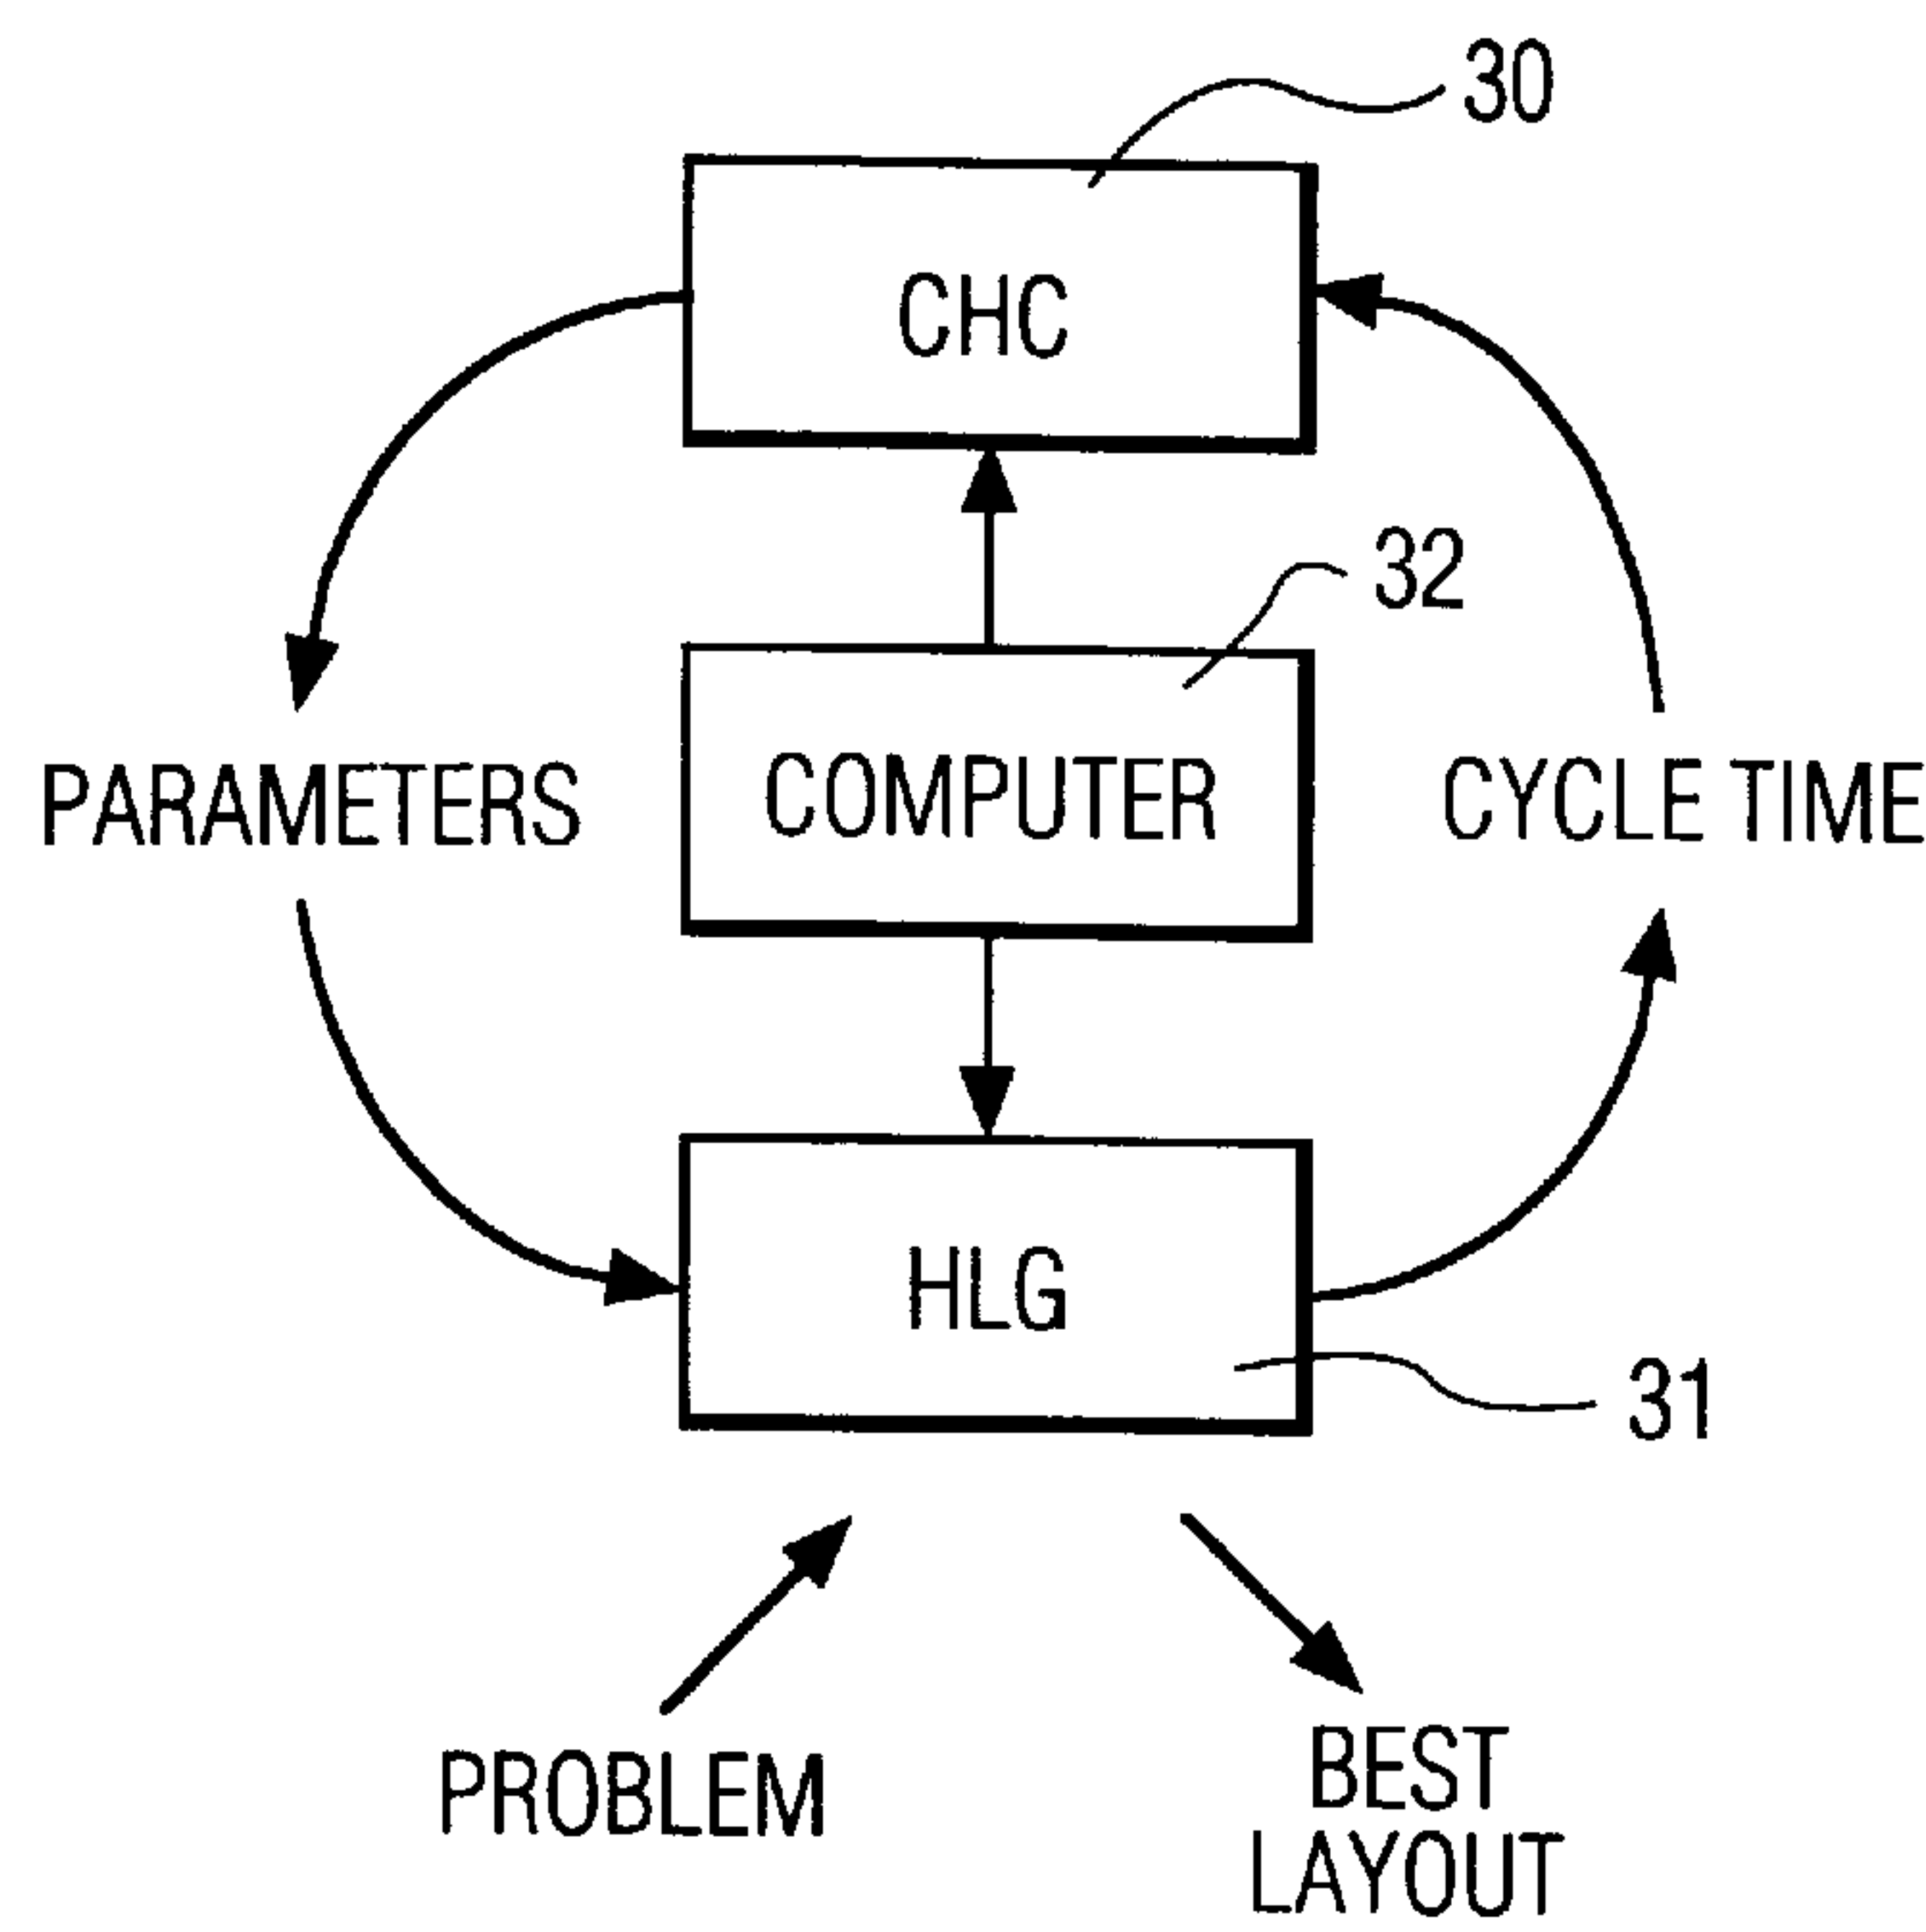 30
CHC
32
PARAMETERS
COMPUTER
CYCLE TIME
HLG
31
PROBLEM
BEST
LAYOUT